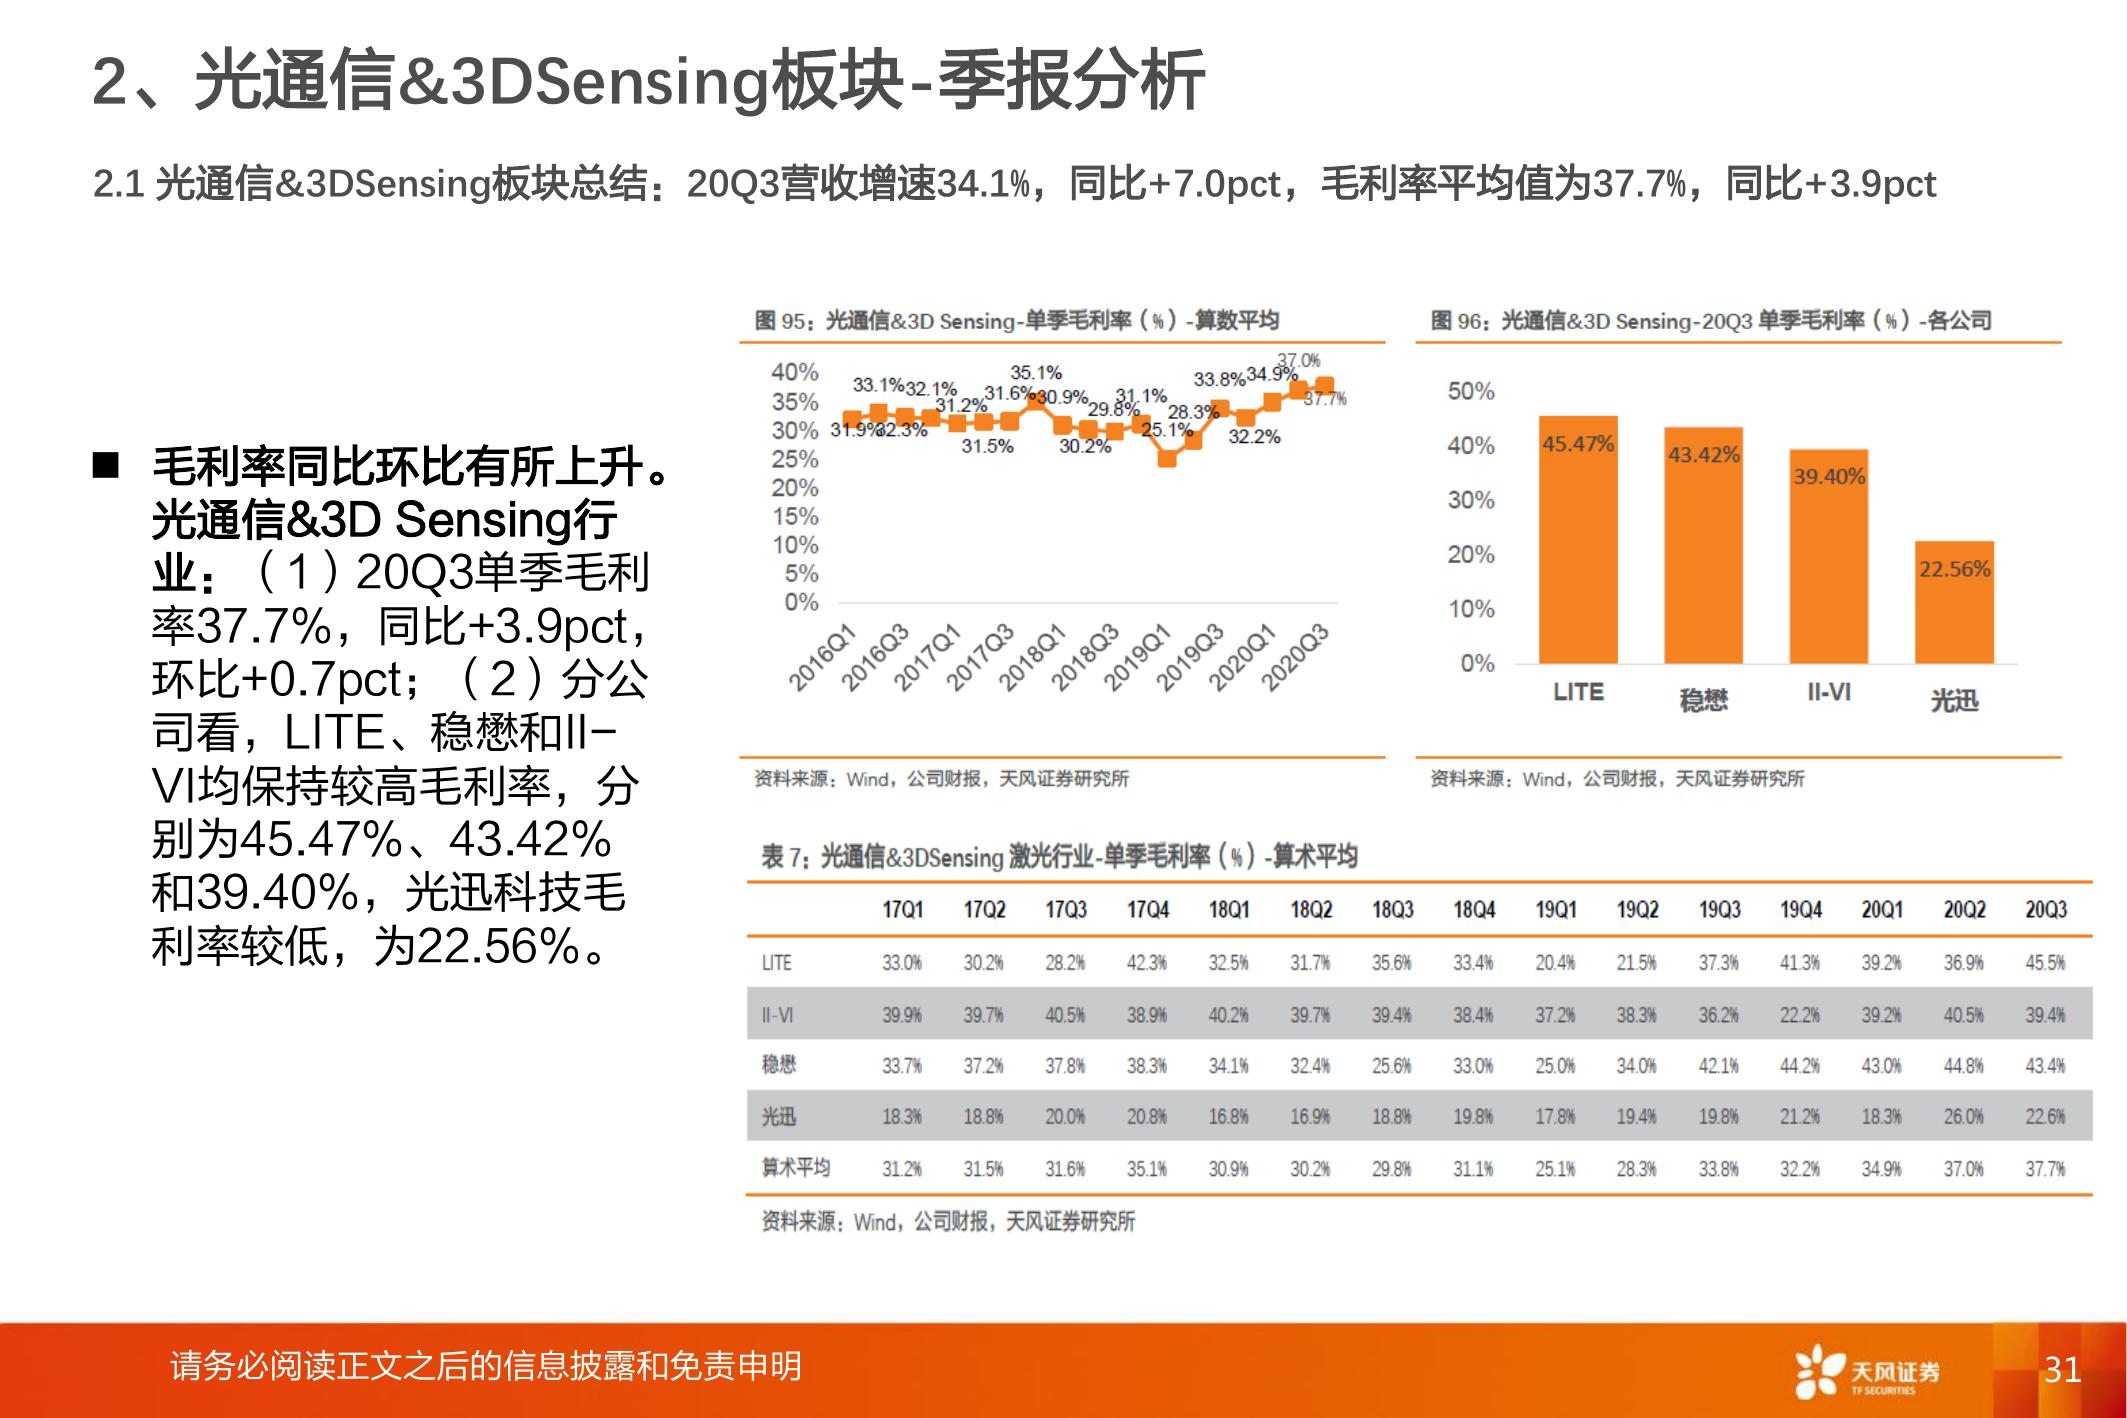 2、光通信&3DSensing板块-季报分析
2.1 光通信&3DSensing板块总结：20Q3营收增速34.1%，同比+7.0pct，毛利率平均值为37.7%，同比+3.9pct
■ 毛利率同比环比有所上升。
光通信&3D Sensing行
业：（1）20Q3单季毛利
率37.7%，同比+3.9pct，
环比+0.7pct；（2）分公
司看，LITE、稳懋和II-
VI均保持较高毛利率，分
别为45.47%、43.42%
和39.40%，光迅科技毛
利率较低，为22.56%。
图 95：光通信&3D Sensing-单季毛利率（%）-算数平均
40%
35%
30%
25%
20%
15%
10%
5%
0%
31.9%
33.1%
32.3%
32.1%
31.2%
31.5%
31.6%
35.1%
30.9%
30.2%
29.8%
31.1%
25.1%
28.3%
33.8%
32.2%
34.9%
37.0%
37.7%
2016Q1
2016Q3
2017Q1
2017Q3
2018Q1
2018Q3
2019Q1
2019Q3
2020Q1
2020Q3
资料来源：Wind，公司财报，天风证券研究所
图 96：光通信&3D Sensing-20Q3 单季毛利率（%）-各公司
50%
40%
30%
20%
10%
0%
45.47%
43.42%
39.40%
22.56%
LITE 稳懋 II-VI 光迅
资料来源：Wind，公司财报，天风证券研究所
表 7：光通信&3DSensing 激光行业-单季毛利率（%）-算术平均
17Q1 17Q2 17Q3 17Q4 18Q1 18Q2 18Q3 18Q4 19Q1 19Q2 19Q3 19Q4 20Q1 20Q2 20Q3
LITE 33.0% 30.2% 28.2% 42.3% 32.5% 31.7% 35.6% 33.4% 20.4% 21.5% 37.3% 41.3% 39.2% 36.9% 45.5%
II-VI 39.9% 39.7% 40.5% 38.9% 40.2% 39.7% 39.4% 38.4% 37.2% 38.3% 36.2% 22.2% 39.2% 40.5% 39.4%
稳懋 33.7% 37.2% 37.8% 38.3% 34.1% 32.4% 25.6% 33.0% 25.0% 34.0% 42.1% 44.2% 43.0% 44.8% 43.4%
光迅 18.3% 18.8% 20.0% 20.8% 16.8% 16.9% 18.8% 19.8% 17.8% 19.4% 19.8% 21.2% 18.3% 26.0% 22.6%
算术平均 31.2% 31.5% 31.6% 35.1% 30.9% 30.2% 29.8% 31.1% 25.1% 28.3% 33.8% 32.2% 34.9% 37.0% 37.7%
资料来源：Wind，公司财报，天风证券研究所
请务必阅读正文之后的信息披露和免责申明
天风证券
TF SECURITIES
31